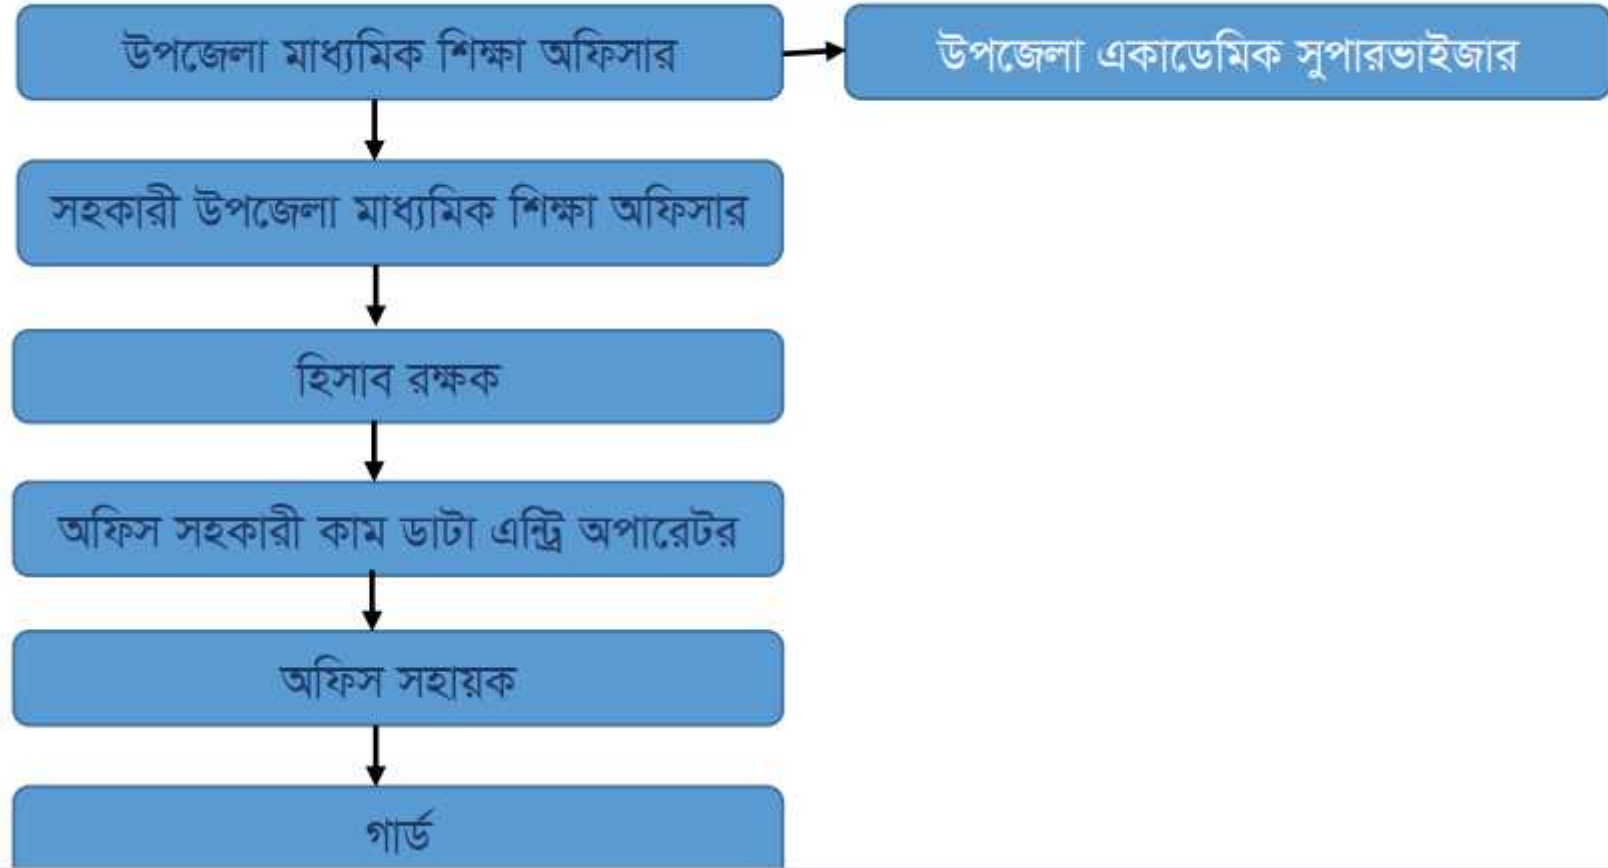 উপজেলা মাধ্যমিক শিক্ষা অফিসার
উপজেলা একাডেমিক সুপারভাইজার
সহকারী উপজেলা মাধ্যমিক শিক্ষা অফিসার
হিসাব রক্ষক
অফিস সহকারী কাম ডাটা এন্ট্রি অপারেটর
অফিস সহায়ক
গার্ড